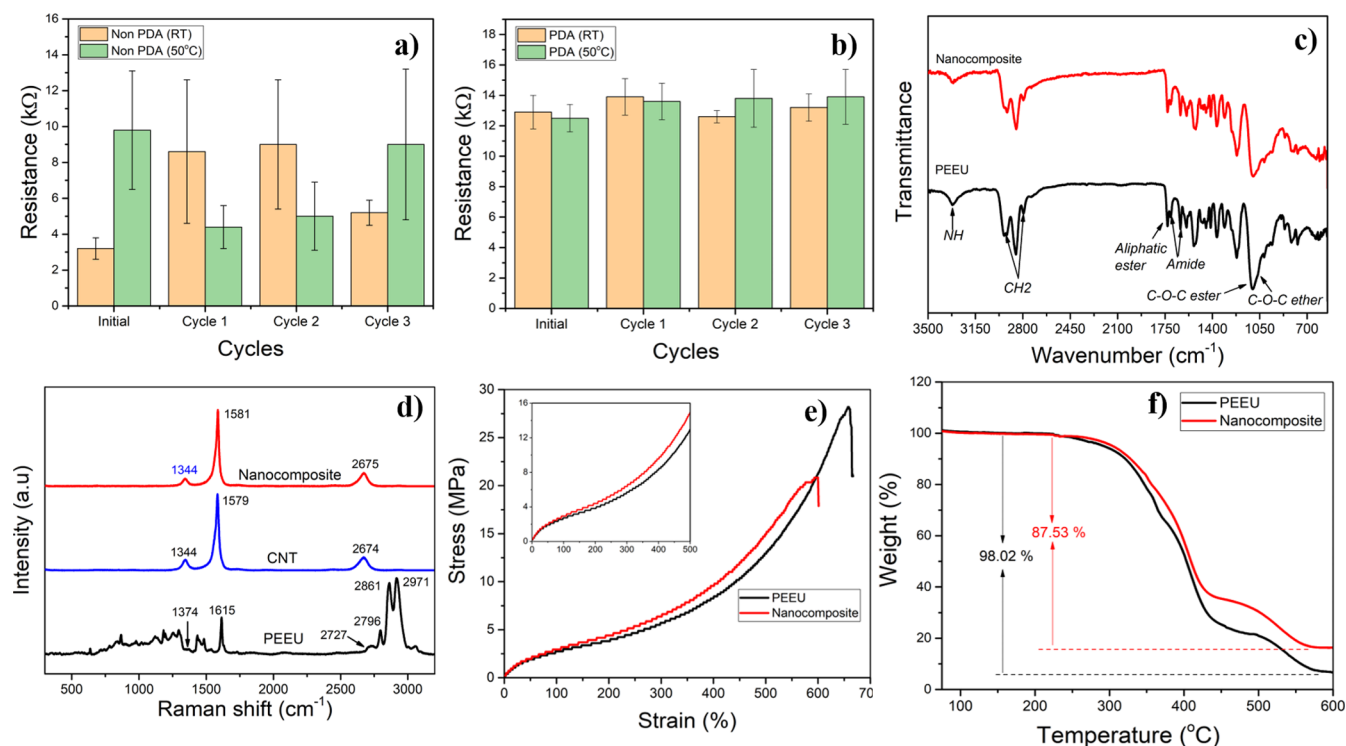 a)
Non PDA (RT)
Non PDA (50°C)
16
14
12
10
8
6
4
2
0
Resistance (kΩ)
Initial
Cycle 1
Cycle 2
Cycle 3
Cycles
b)
PDA (RT)
PDA (50°C)
18
16
14
12
10
8
6
4
2
0
Resistance (kΩ)
Initial
Cycle 1
Cycle 2
Cycle 3
Cycles
c)
Nanocomposite
PEEU
NH
CH2
Aliphatic
ester
Amide
C-O-C ester
C-O-C ether
Transmittance
3500
2800
2450
2100
1750
1400
1050
700
Wavenumber (cm-1)
d)
1581
1344
2675
Nanocomposite
1579
1344
2674
CNT
2861
2971
1374
1615
2796
2727
PEEU
Intensity (a.u)
500
1000
1500
2000
2500
3000
Raman shift (cm-1)
e)
30
25
20
15
10
5
0
Stress (MPa)
16
12
8
4
0
0
100
200
300
400
500
PEEU
Nanocomposite
0
100
200
300
400
500
600
70
Strain (%)
f)
PEEU
Nanocomposite
120
100
80
60
40
20
0
Weight (%)
87.53 %
98.02 %
100
200
300
400
500
600
Temperature (oC)